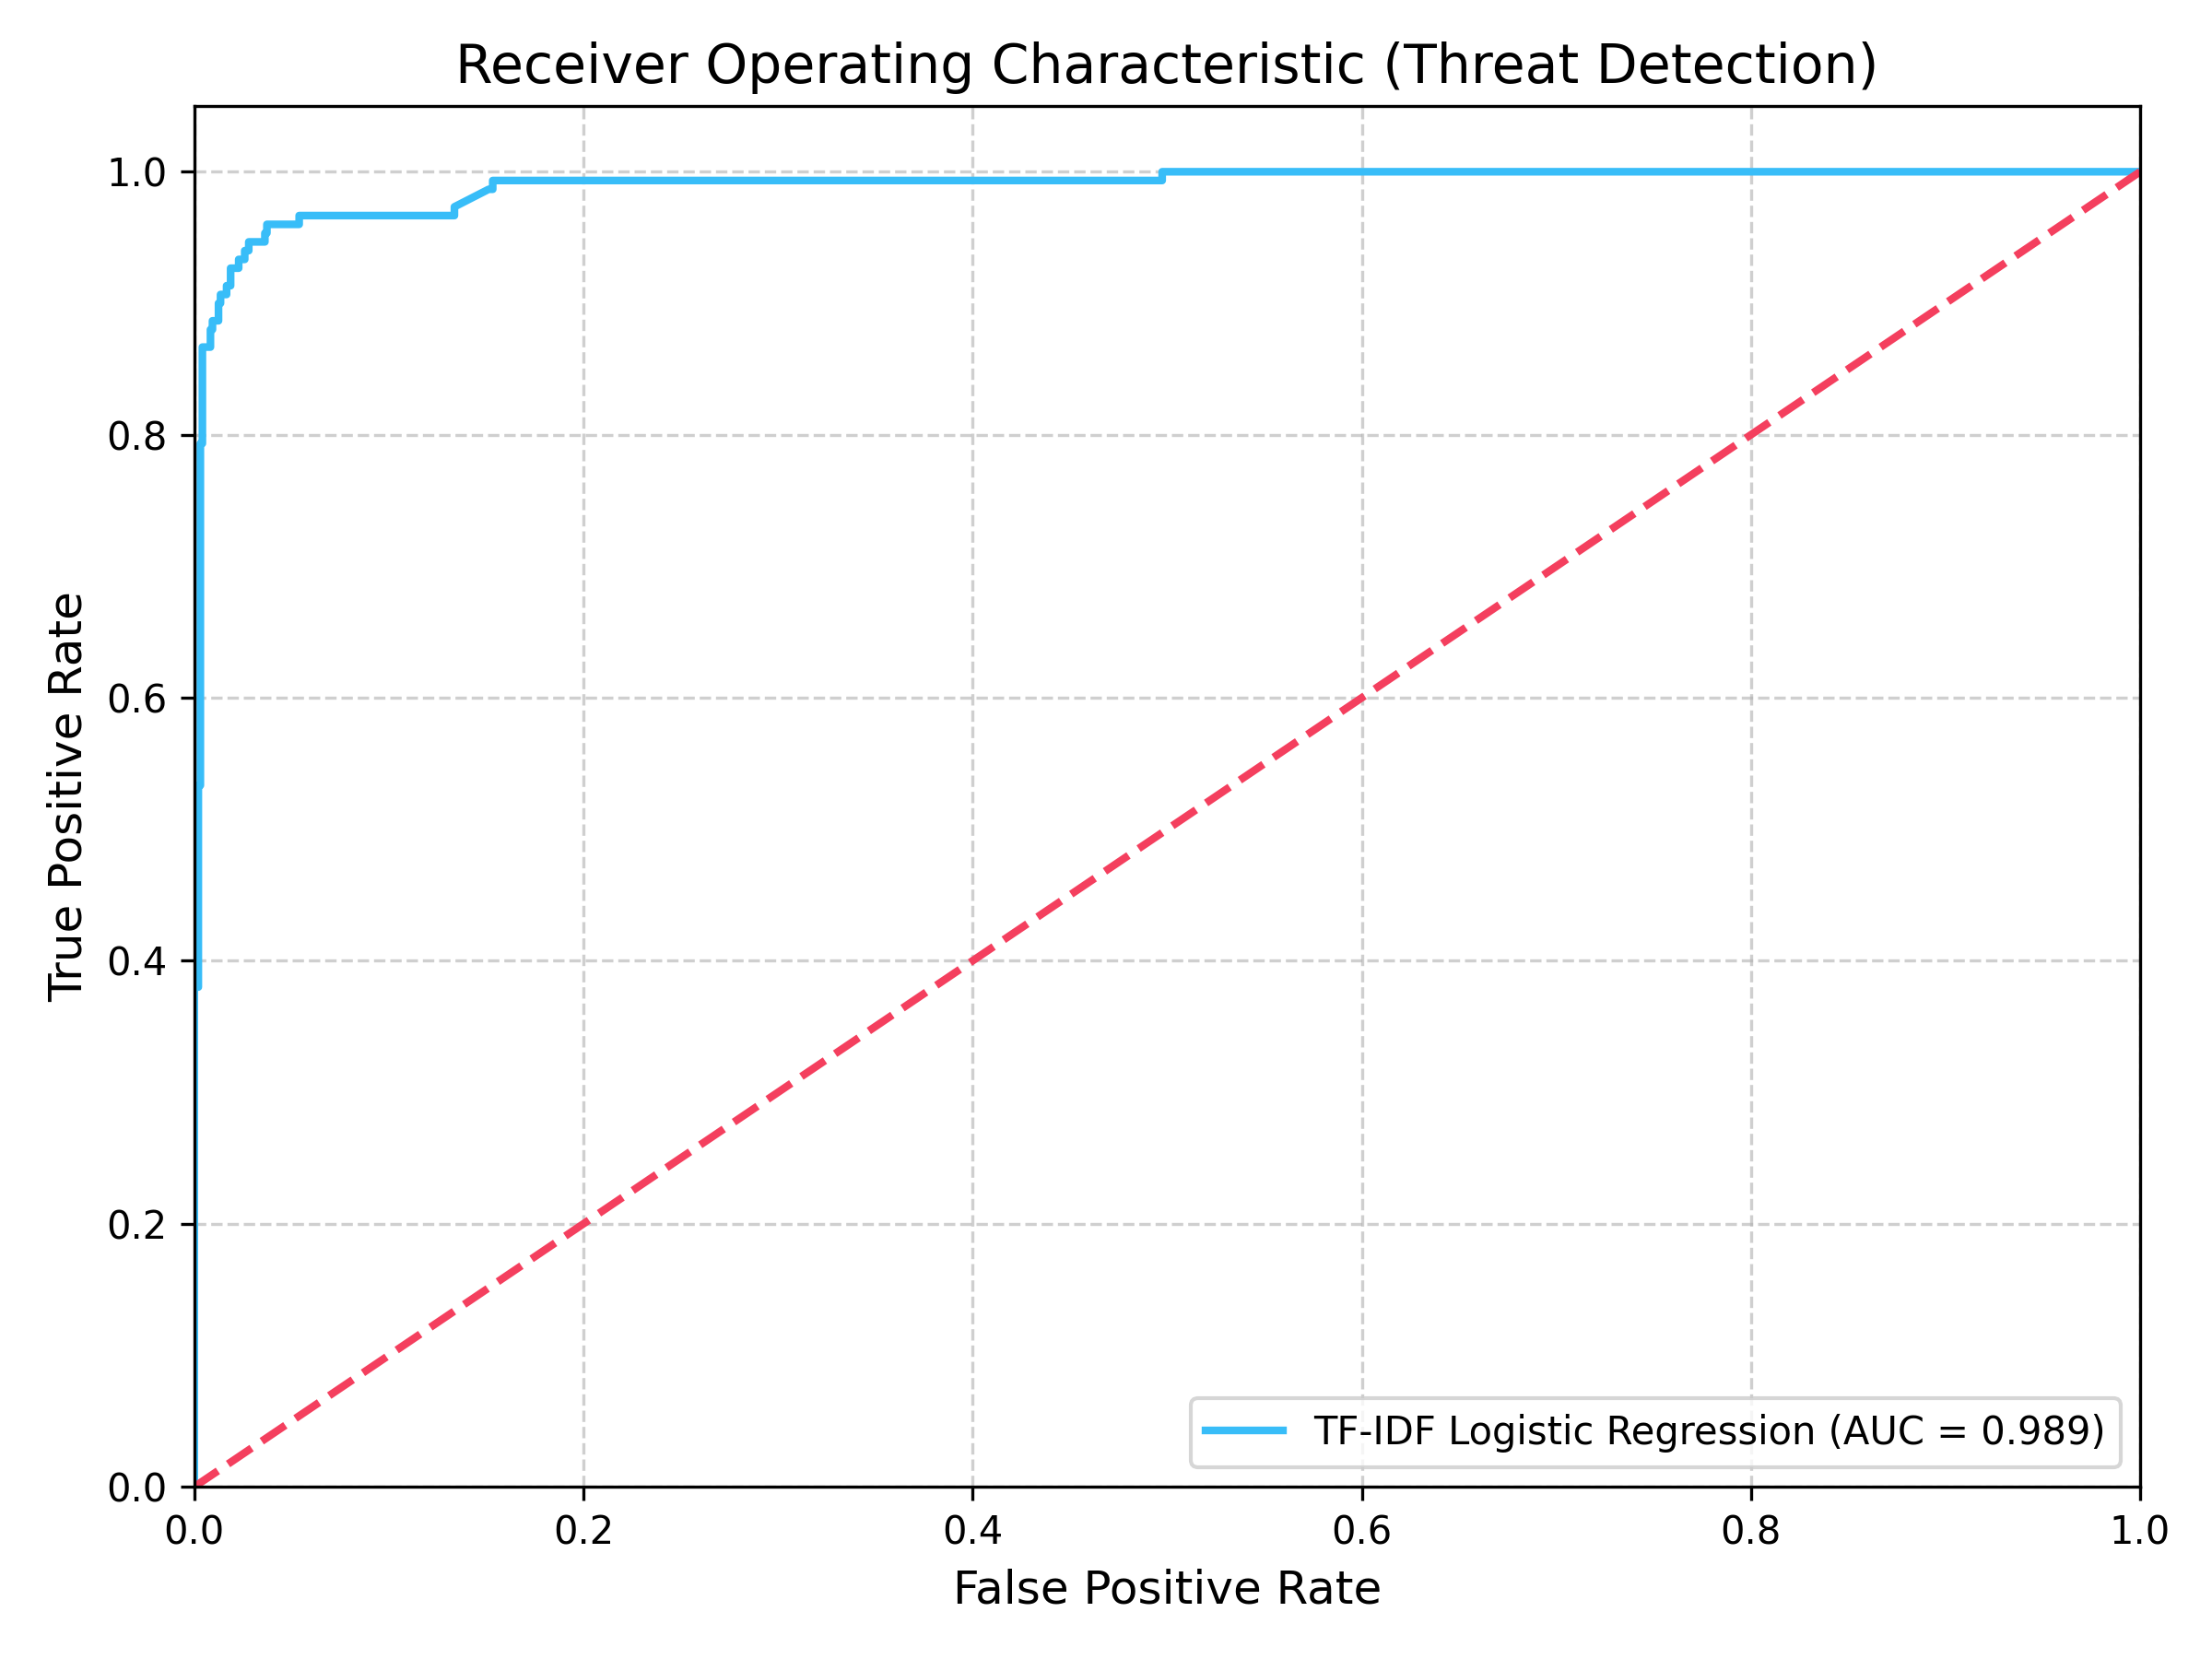 Receiver Operating Characteristic (Threat Detection)
1.0
0.8
0.6
0.4
0.2
0.0
True Positive Rate
TF-IDF Logistic Regression (AUC = 0.989)
0.0 0.2 0.4 0.6 0.8 1.0
False Positive Rate